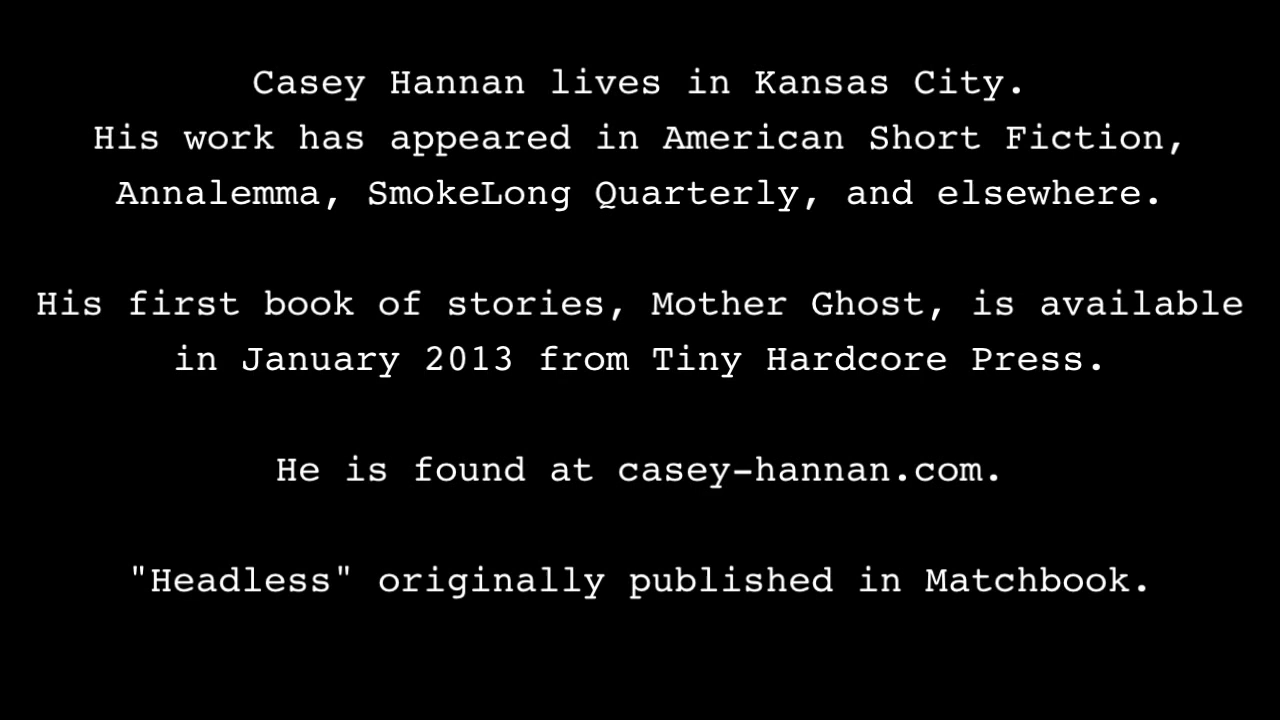 Casey Hannan lives in Kansas City.
His work has appeared in American Short Fiction,
Annalemma, SmokeLong Quarterly, and elsewhere.
His first book of stories, Mother Ghost, is available
in January 2013 from Tiny Hardcore Press.
He is found at casey-hannan.com.
"Headless" originally published in Matchbook.